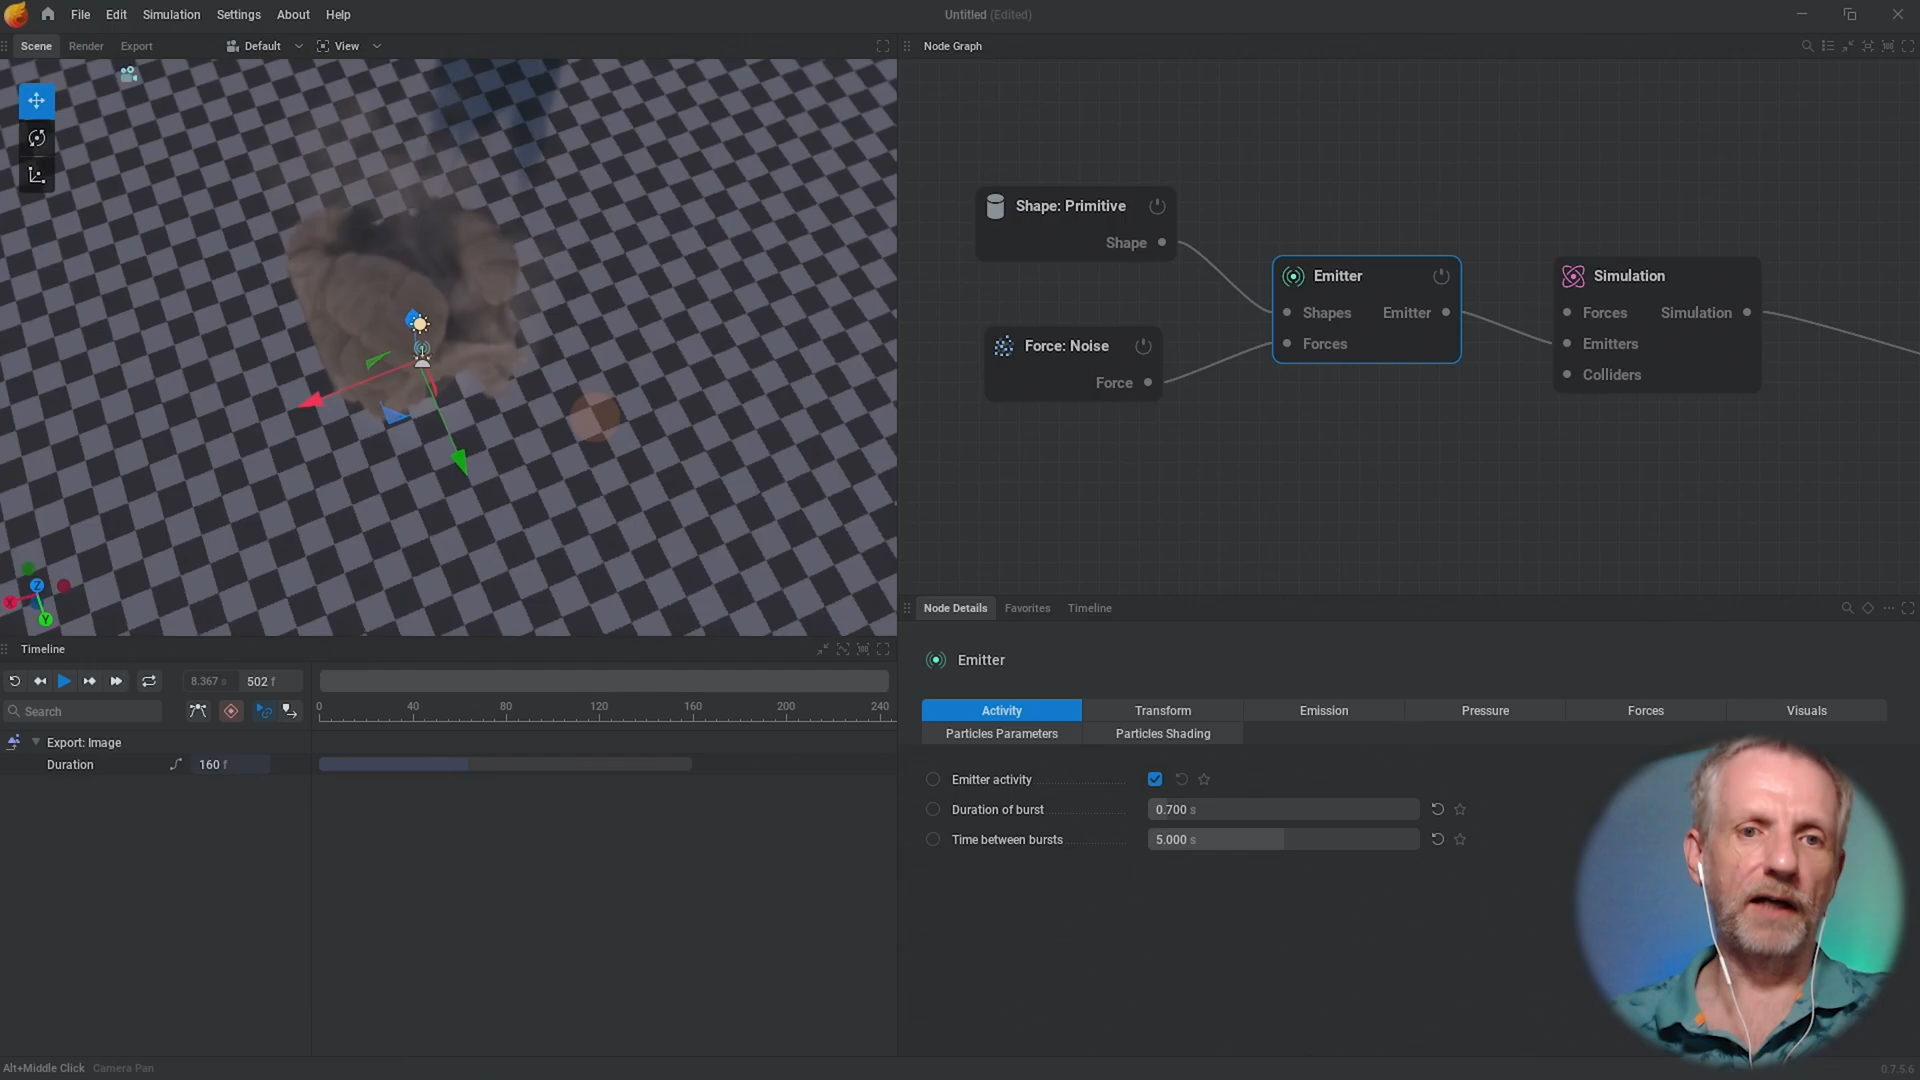 File Edit Simulation Settings About Help
Untitled (Edited)
Scene Render Export Default View
Node Graph
Shape: Primitive
Shape
Force: Noise
Force
Emitter
Shapes Emitter
Forces
Simulation
Forces Simulation
Emitters
Colliders
Z
X
Y
Node Details Favorites Timeline
Emitter
Activity Transform Emission Pressure Forces Visuals
Particles Parameters Particles Shading
Emitter activity
Duration of burst 0.700 s
Time between bursts 5.000 s
Timeline
8.367 s 502 f
Search
0 40 80 120 160 200 240
Export: Image
Duration 160 f
Alt+Middle Click Camera Pan
0.7.5.6